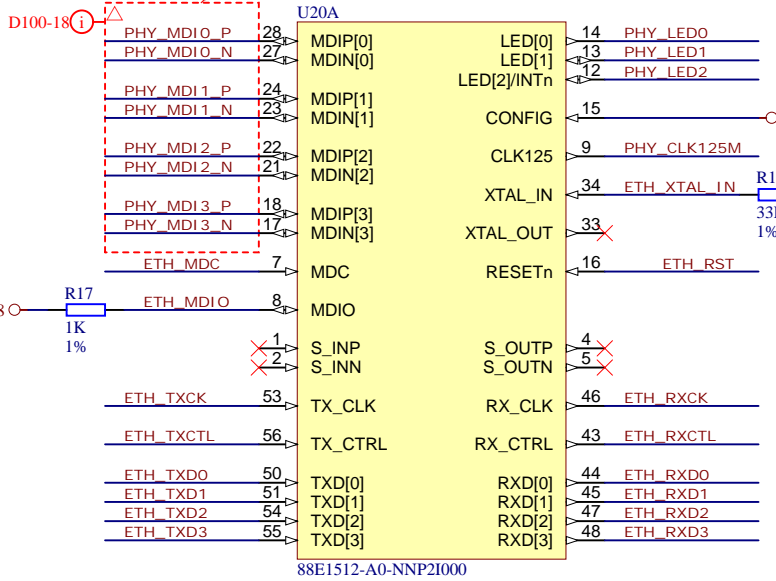 U20A
D100-18 i
PHY_MDI0_P 28 MDIP[0] LED[0] 14 PHY_LED0
PHY_MDI0_N 27 MDIN[0] LED[1] 13 PHY_LED1
LED[2]/INTn 12 PHY_LED2
PHY_MDI1_P 24 MDIP[1]
PHY_MDI1_N 23 MDIN[1] CONFIG 15
PHY_MDI2_P 22 MDIP[2] CLK125 9 PHY_CLK125M
PHY_MDI2_N 21 MDIN[2]
XTAL_IN 34 ETH_XTAL_IN R1
33
1%
PHY_MDI3_P 18 MDIP[3]
PHY_MDI3_N 17 MDIN[3] XTAL_OUT 33
ETH_MDC 7 MDC RESETn 16 ETH_RST
8 R17 ETH_MDIO 8 MDIO
1K
1%
1 S_INP S_OUTP 4
2 S_INN S_OUTN 5
ETH_TXCK 53 TX_CLK RX_CLK 46 ETH_RXCK
ETH_TXCTL 56 TX_CTRL RX_CTRL 43 ETH_RXCTL
ETH_TXD0 50 TXD[0] RXD[0] 44 ETH_RXD0
ETH_TXD1 51 TXD[1] RXD[1] 45 ETH_RXD1
ETH_TXD2 54 TXD[2] RXD[2] 47 ETH_RXD2
ETH_TXD3 55 TXD[3] RXD[3] 48 ETH_RXD3
88E1512-A0-NNP2I000